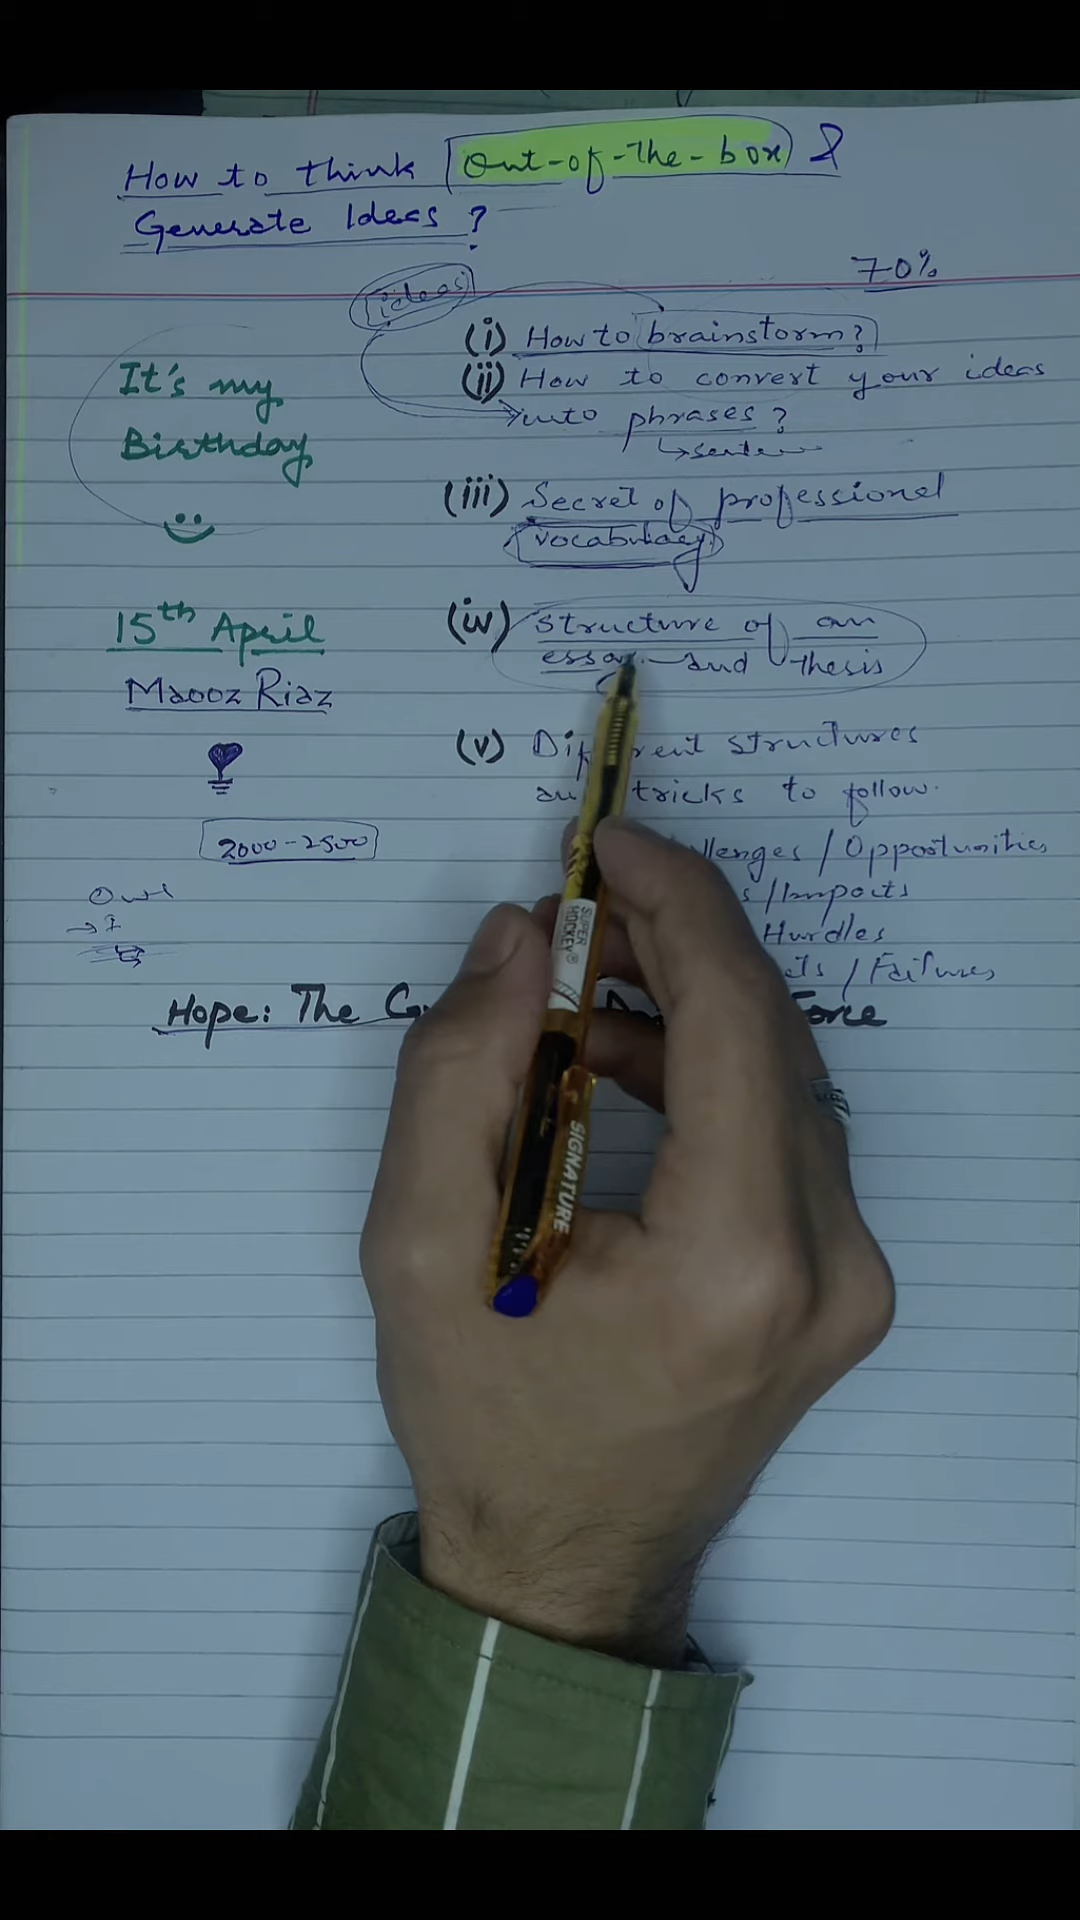 How to think Out-of-the-box &
Generate Ideas ?
70%
ideas
(i) How to brainstorm?
(ii) How to convert your ideas
into phrases?
(iii) Secret of professional
vocabulary
(iv) structure of an
essay and thesis
(v) Different structures
tricks to follow.
llenges / Opportunities
s / Impacts
Hurdles
/ Failures
It's my
Birthday
15th April
Maooz Riaz
2000-2500
Owl
Hope: The
Force
SUPER
HOCKEY®
SIGNATURE